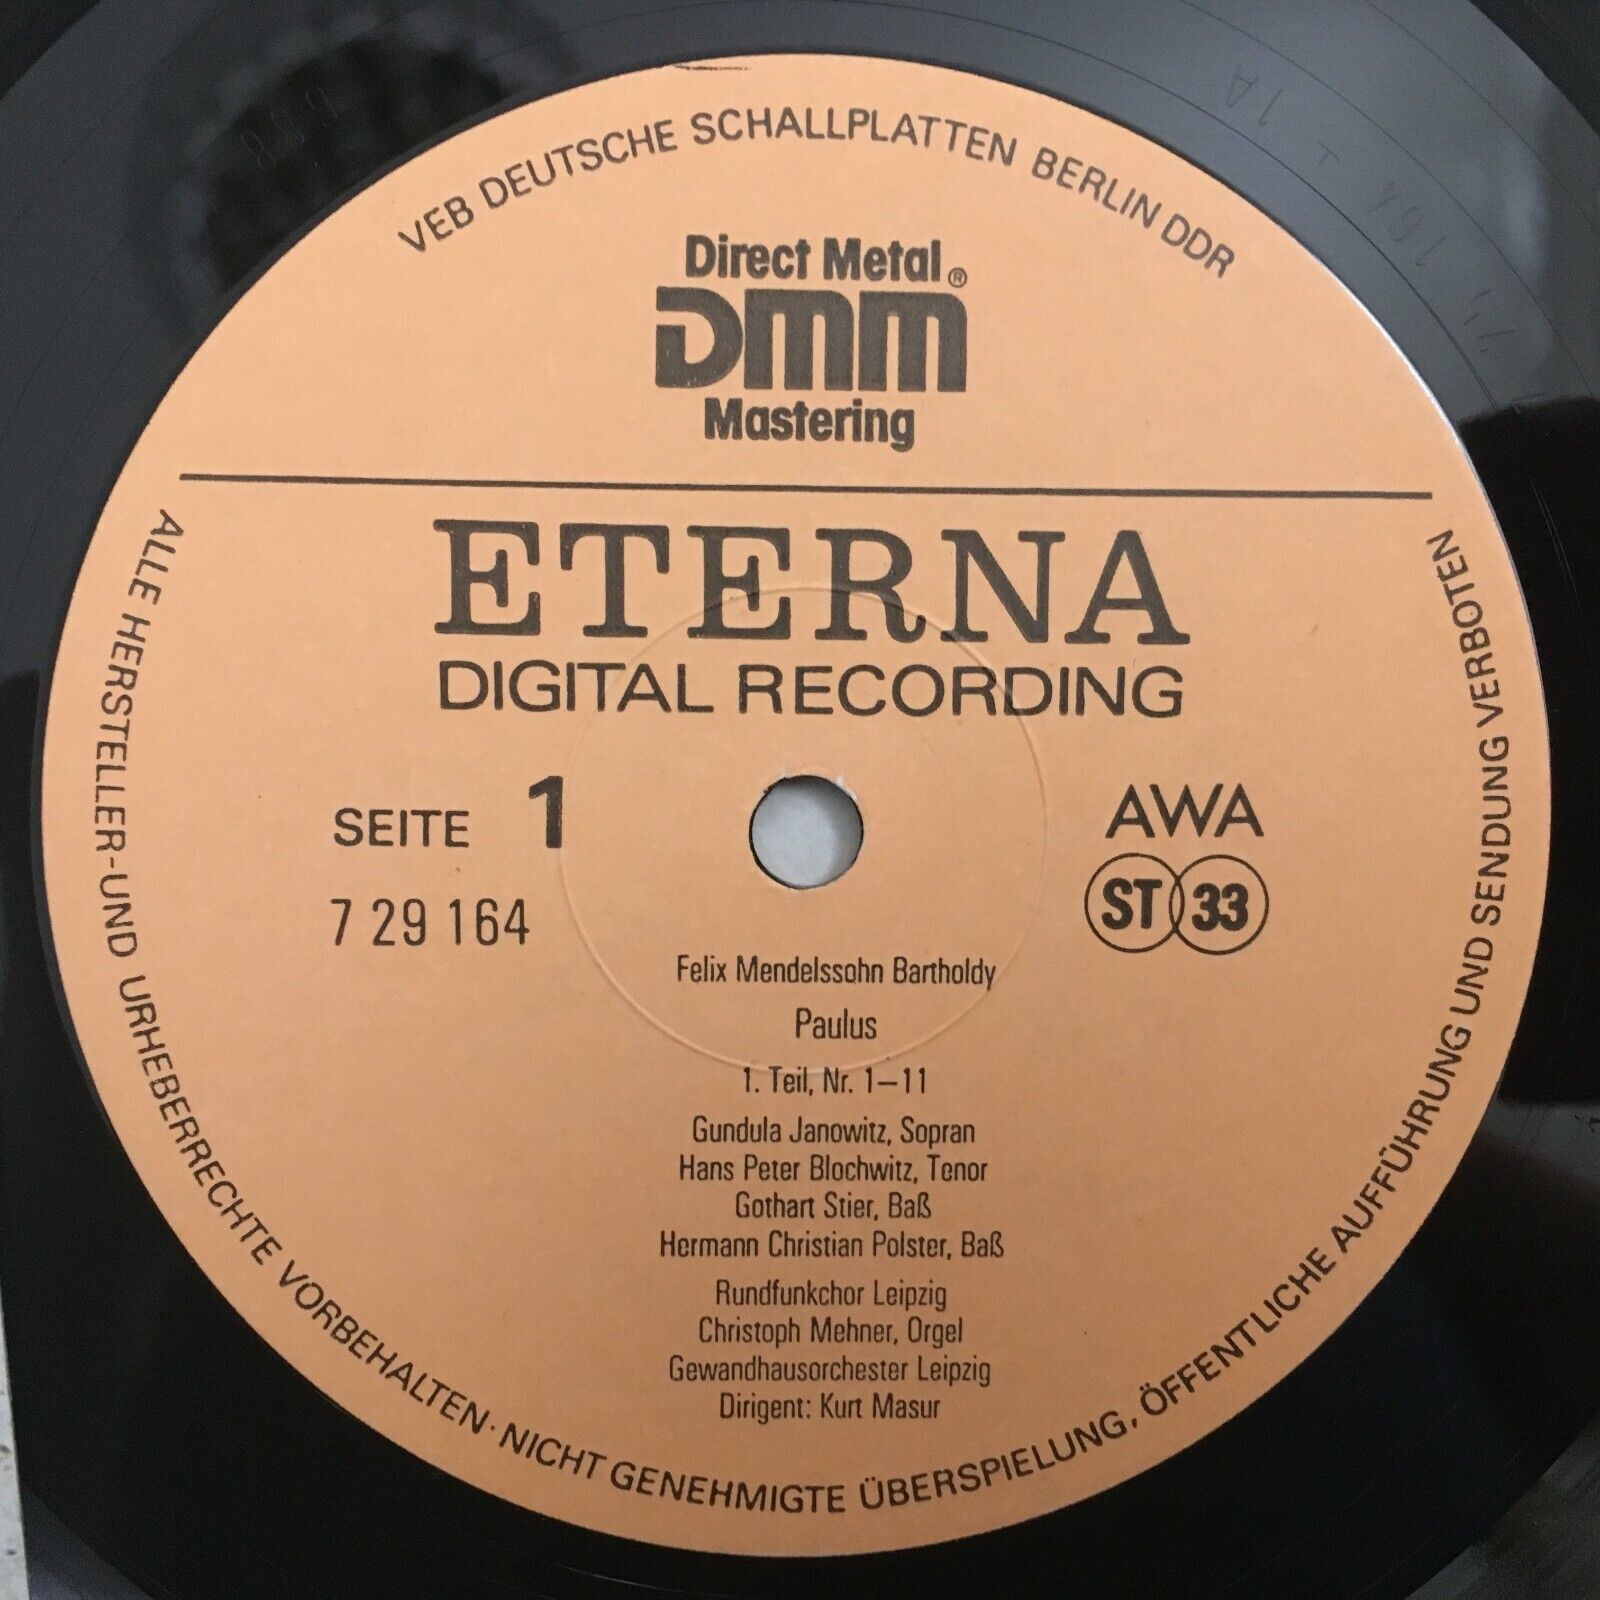 VEB DEUTSCHE SCHALLPLATTEN BERLIN DDR
Direct Metal®
DMM
Mastering
ETERNA
DIGITAL RECORDING
SEITE 1
AWA
7 29 164
ST 33
Felix Mendelssohn Bartholdy
Paulus
1. Teil, Nr. 1–11
Gundula Janowitz, Sopran
Hans Peter Blochwitz, Tenor
Gothart Stier, Baß
Hermann Christian Polster, Baß
Rundfunkchor Leipzig
Christoph Mehner, Orgel
Gewandhausorchester Leipzig
Dirigent: Kurt Masur
ALLE HERSTELLER-UND URHEBERRECHTE VORBEHALTEN· NICHT GENEHMIGTE ÜBERSPIELUNG, ÖFFENTLICHE AUFFÜHRUNG UND SENDUNG VERBOTEN